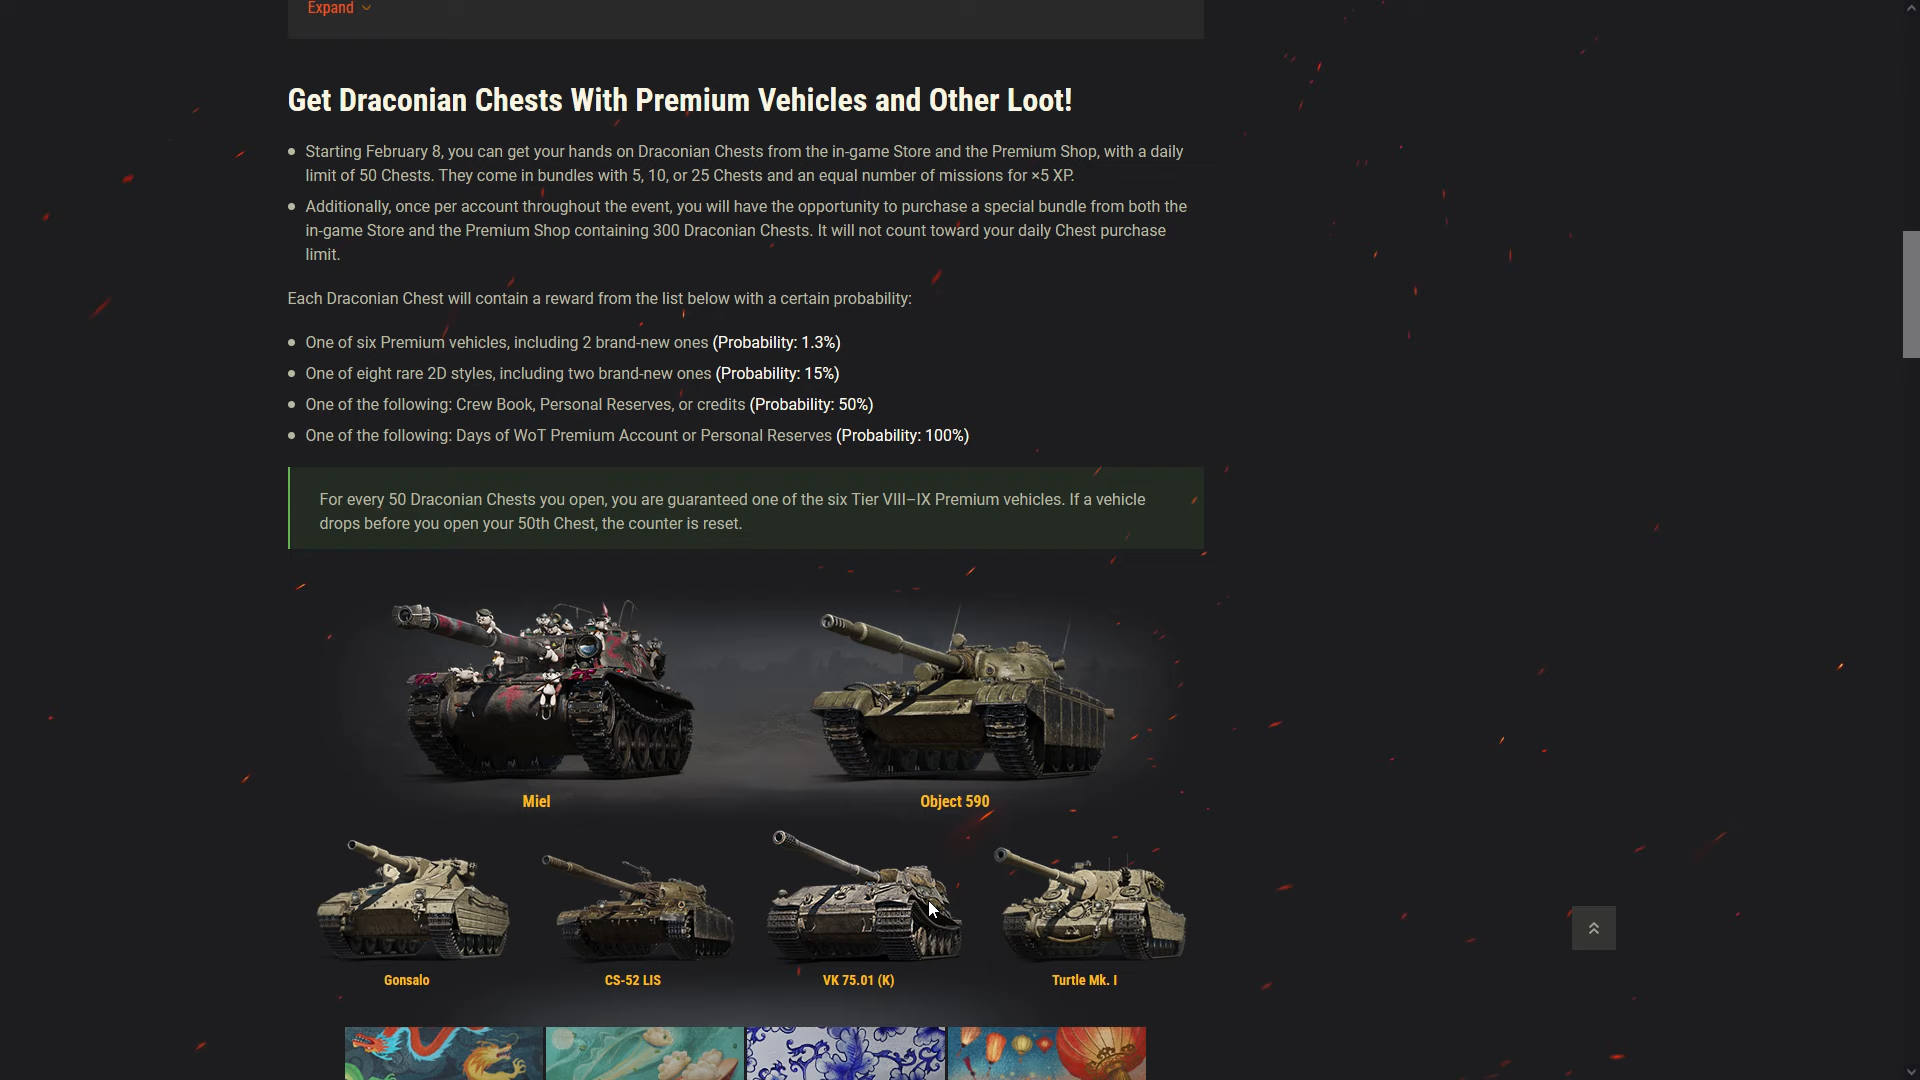 Expand
Get Draconian Chests With Premium Vehicles and Other Loot!
Starting February 8, you can get your hands on Draconian Chests from the in-game Store and the Premium Shop, with a daily
limit of 50 Chests. They come in bundles with 5, 10, or 25 Chests and an equal number of missions for ×5 XP.
Additionally, once per account throughout the event, you will have the opportunity to purchase a special bundle from both the
in-game Store and the Premium Shop containing 300 Draconian Chests. It will not count toward your daily Chest purchase
limit.
Each Draconian Chest will contain a reward from the list below with a certain probability:
One of six Premium vehicles, including 2 brand-new ones (Probability: 1.3%)
One of eight rare 2D styles, including two brand-new ones (Probability: 15%)
One of the following: Crew Book, Personal Reserves, or credits (Probability: 50%)
One of the following: Days of WoT Premium Account or Personal Reserves (Probability: 100%)
For every 50 Draconian Chests you open, you are guaranteed one of the six Tier VIII–IX Premium vehicles. If a vehicle
drops before you open your 50th Chest, the counter is reset.
Miel
Object 590
Gonsalo
CS-52 LIS
VK 75.01 (K)
Turtle Mk. I